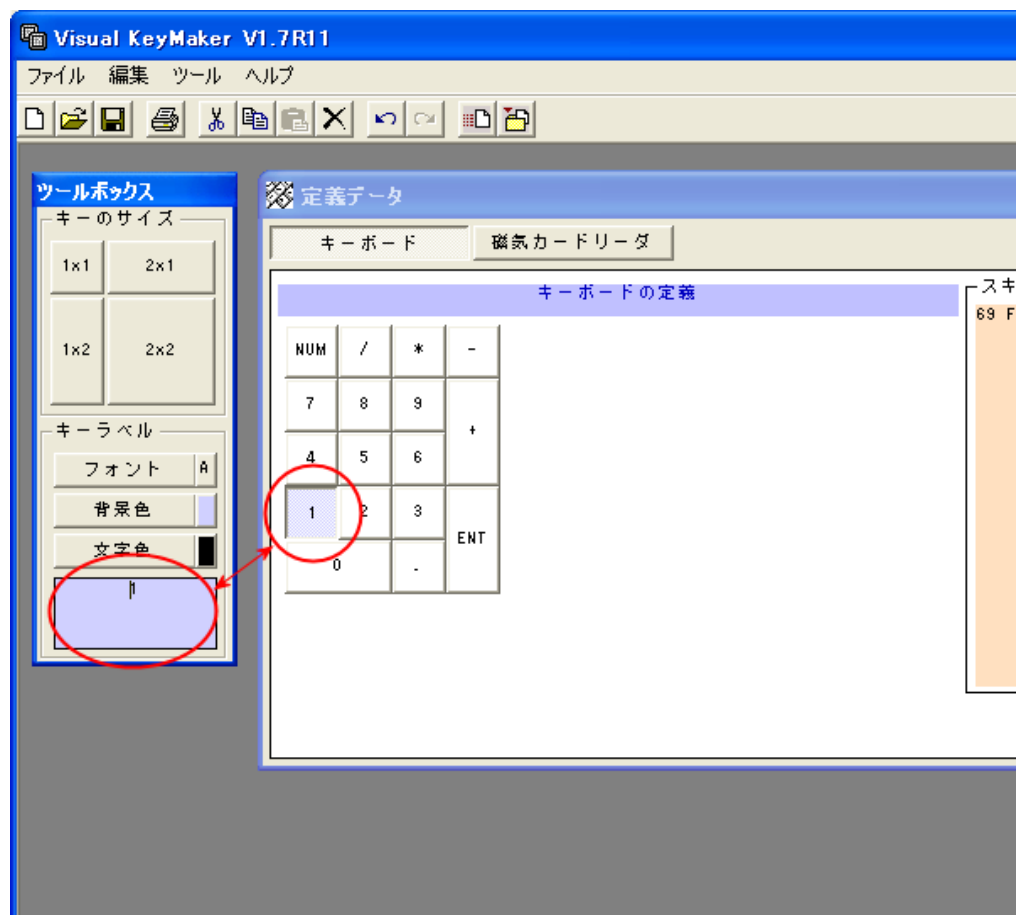 Visual KeyMaker V1.7R11
ファイル 編集 ツール ヘルプ
ツールボックス
キーのサイズ
1x1 2x1
1x2 2x2
キーラベル
フォント A
背景色
文字色
1
定義データ
キーボード 磁気カードリーダ
キーボードの定義
NUM / * -
7 8 9 +
4 5 6
1 2 3 ENT
0 .
スキ
69 F